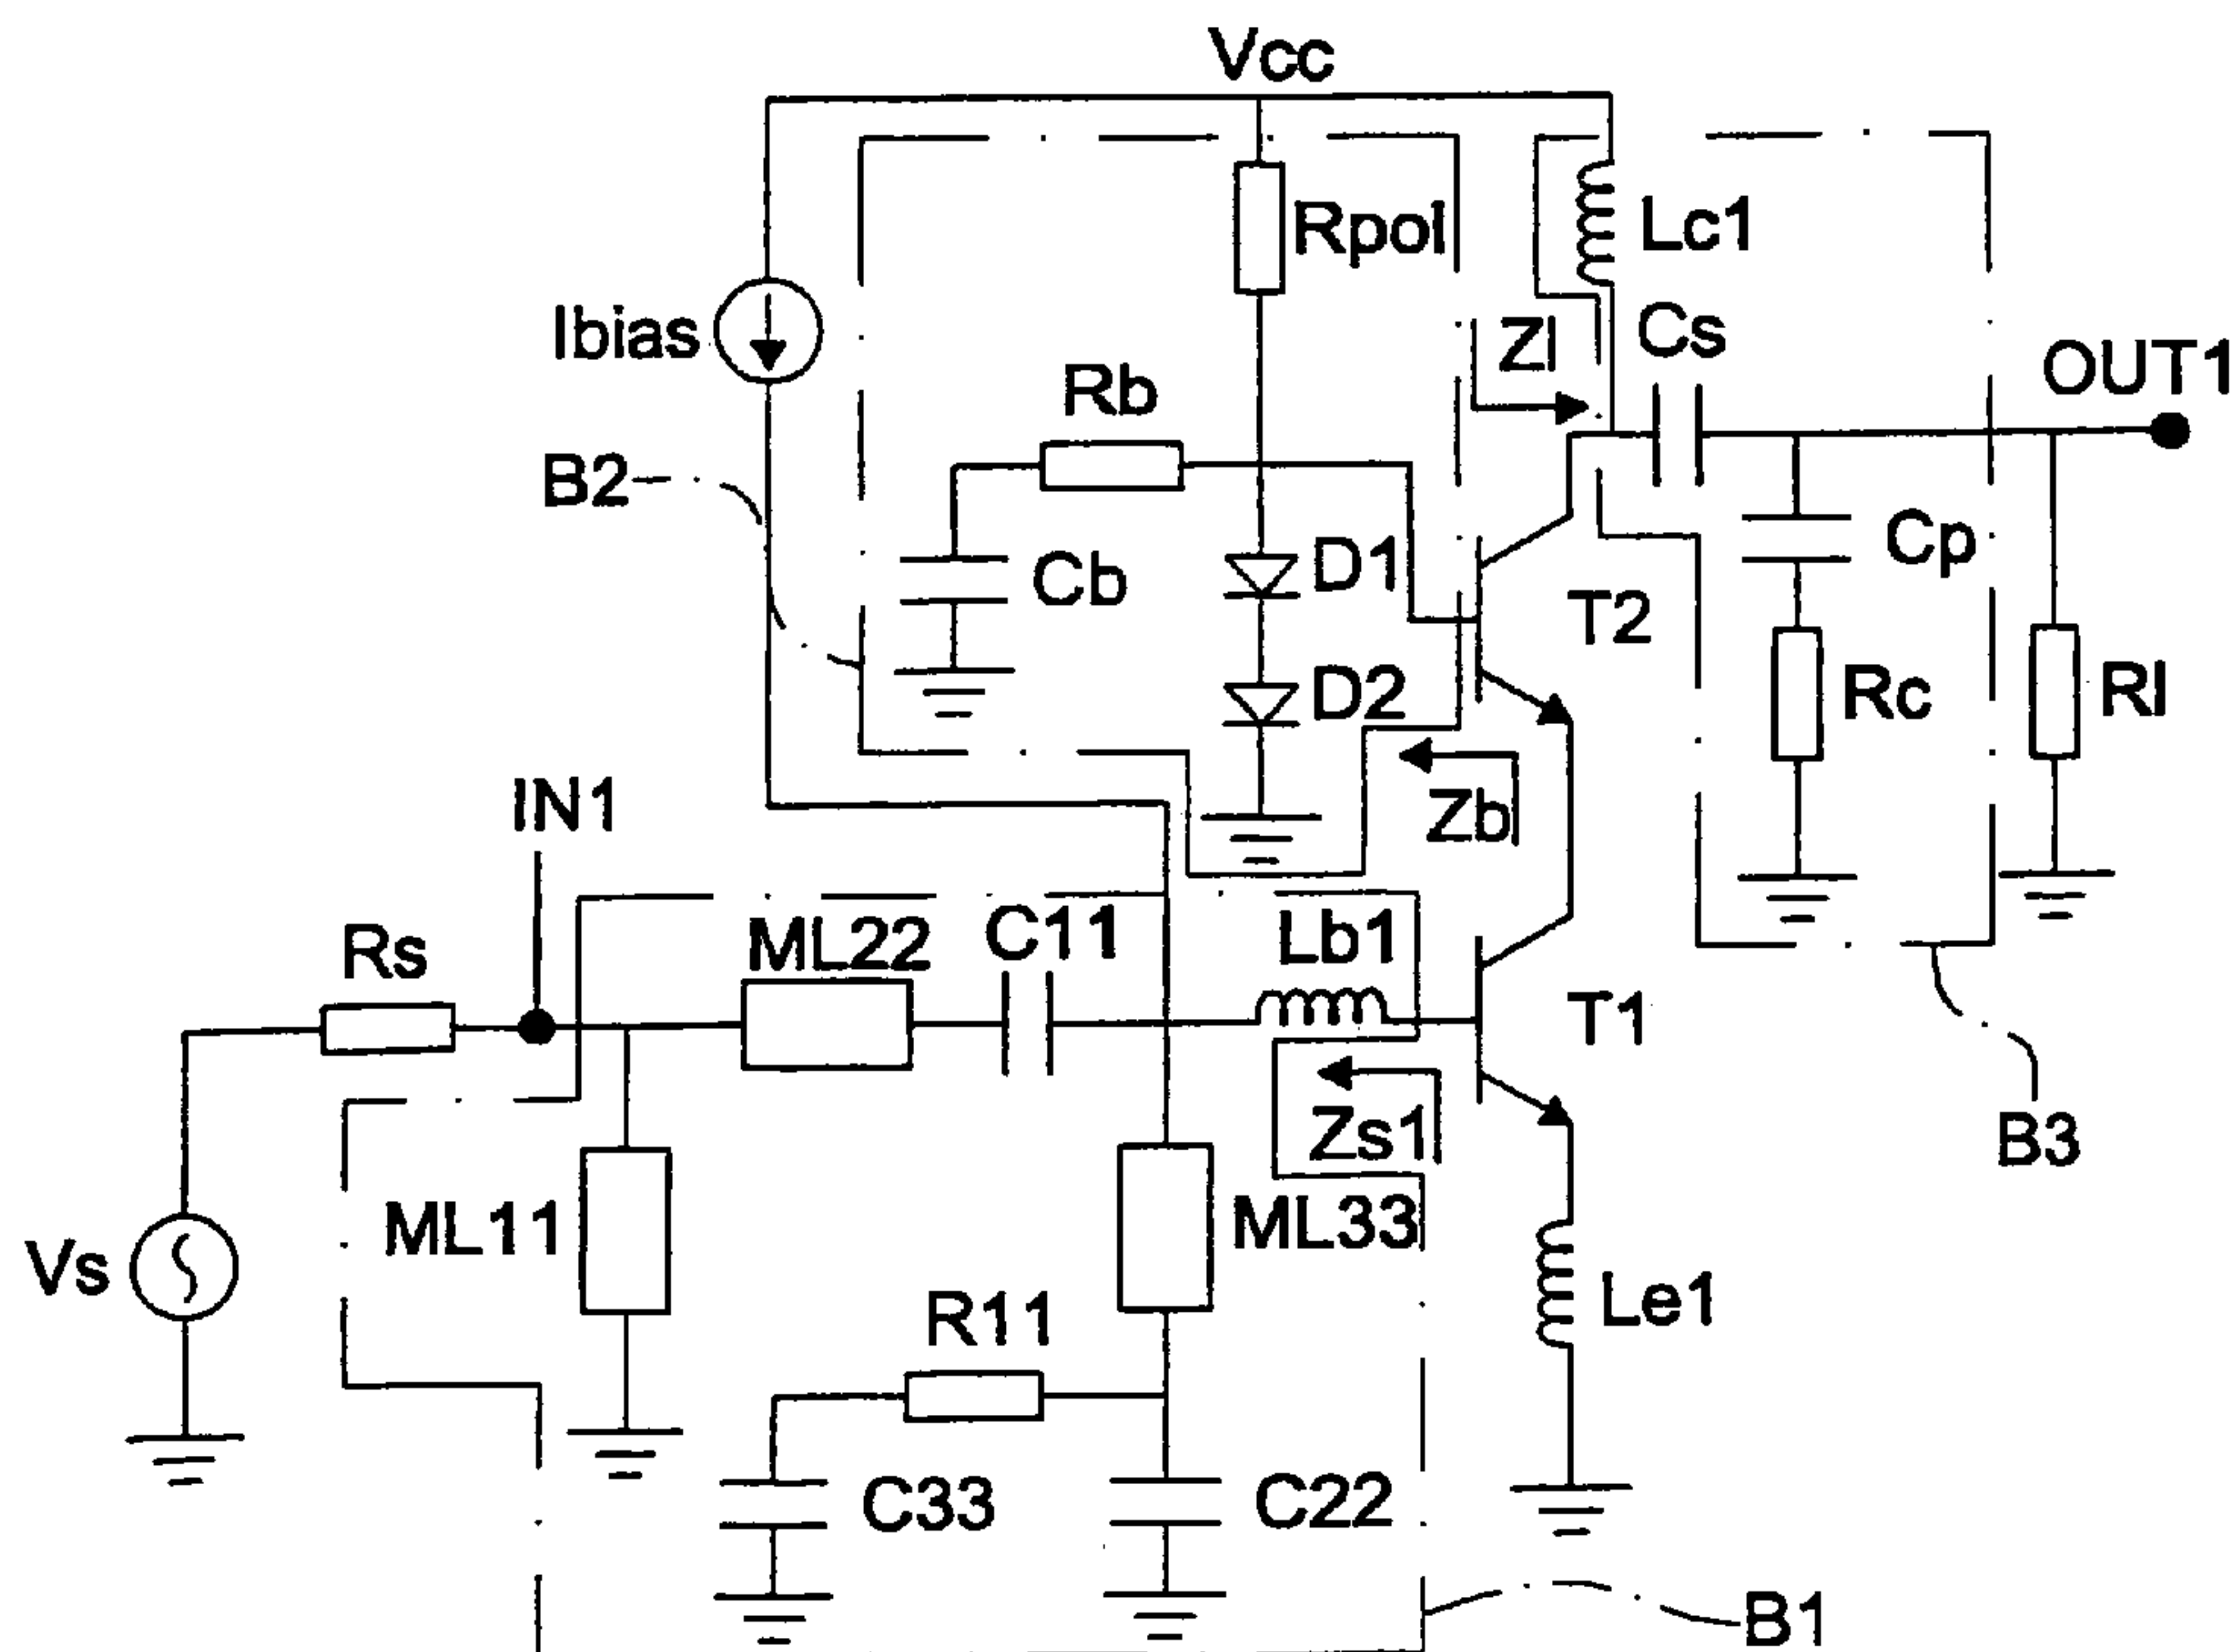 Vcc
Rpol
Lc1
Ibias
Zl
Cs
OUT1
Rb
B2
Cb
D1
Cp
T2
D2
Rc
Rl
Zb
IN1
Rs
ML22
C11
Lb1
T1
Zs1
B3
Vs
ML11
ML33
Le1
R11
C33
C22
B1